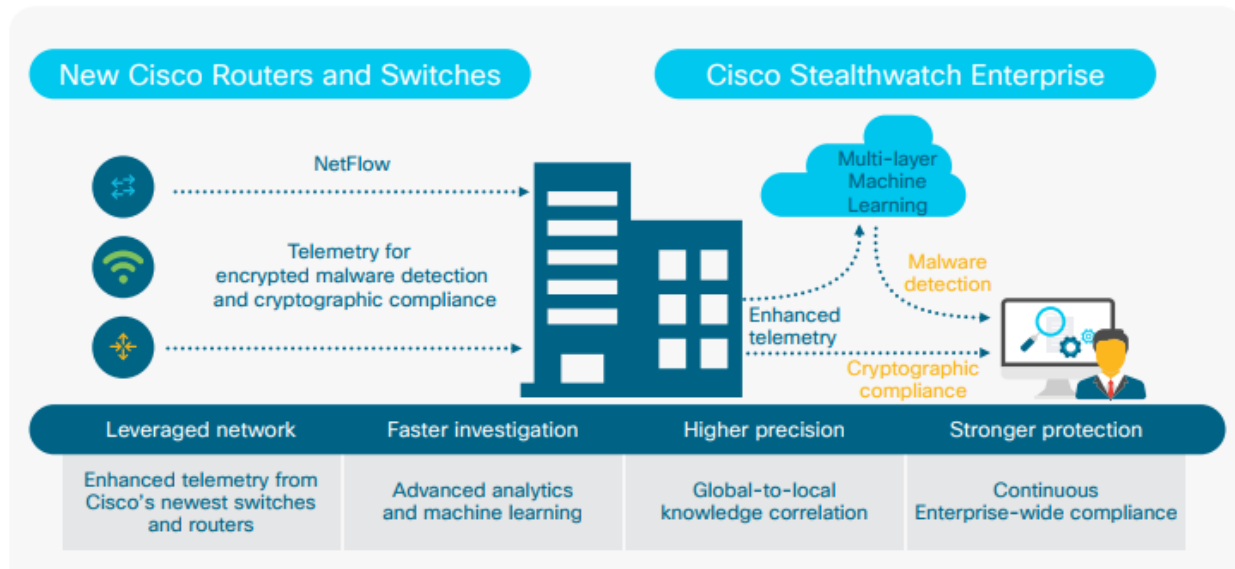 New Cisco Routers and Switches
Cisco Stealthwatch Enterprise
NetFlow
Telemetry for
encrypted malware detection
and cryptographic compliance
Multi-layer
Machine
Learning
Malware
detection
Enhanced
telemetry
Cryptographic
compliance
Leveraged network
Faster investigation
Higher precision
Stronger protection
Enhanced telemetry from
Cisco's newest switches
and routers
Advanced analytics
and machine learning
Global-to-local
knowledge correlation
Continuous
Enterprise-wide compliance